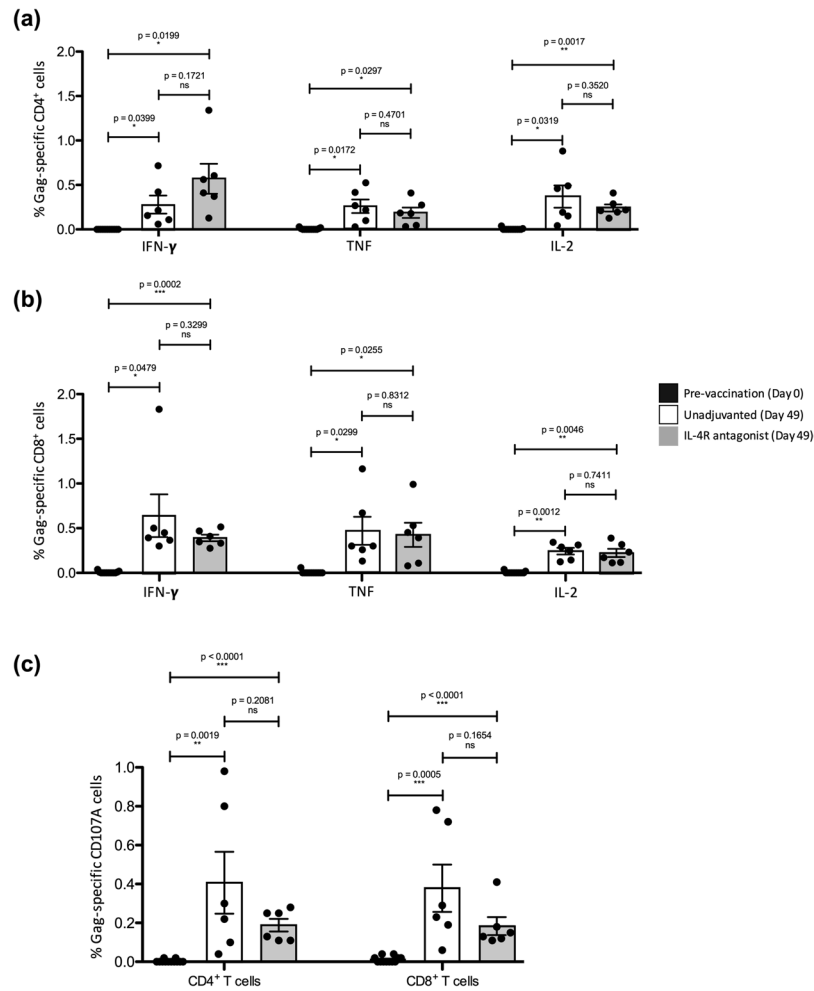 (a)
p = 0.0199
*
p = 0.1721
ns
p = 0.0399
*
p = 0.0297
*
p = 0.4701
ns
p = 0.0172
*
p = 0.0017
**
p = 0.3520
ns
p = 0.0319
*
% Gag-specific CD4⁺ cells
2.0
1.5
1.0
0.5
0.0
IFN-γ
TNF
IL-2
(b)
p = 0.0002
***
p = 0.3299
ns
p = 0.0479
*
p = 0.0255
*
p = 0.8312
ns
p = 0.0299
*
p = 0.0046
**
p = 0.7411
ns
p = 0.0012
**
% Gag-specific CD8⁺ cells
2.0
1.5
1.0
0.5
0.0
IFN-γ
TNF
IL-2
Pre-vaccination (Day 0)
Unadjuvanted (Day 49)
IL-4R antagonist (Day 49)
(c)
p < 0.0001
***
p = 0.2081
ns
p = 0.0019
**
p <0.0001
***
p = 0.1654
ns
p = 0.0005
***
% Gag-specific CD107A cells
1.0
0.8
0.6
0.4
0.2
0.0
CD4⁺ T cells
CD8⁺ T cells